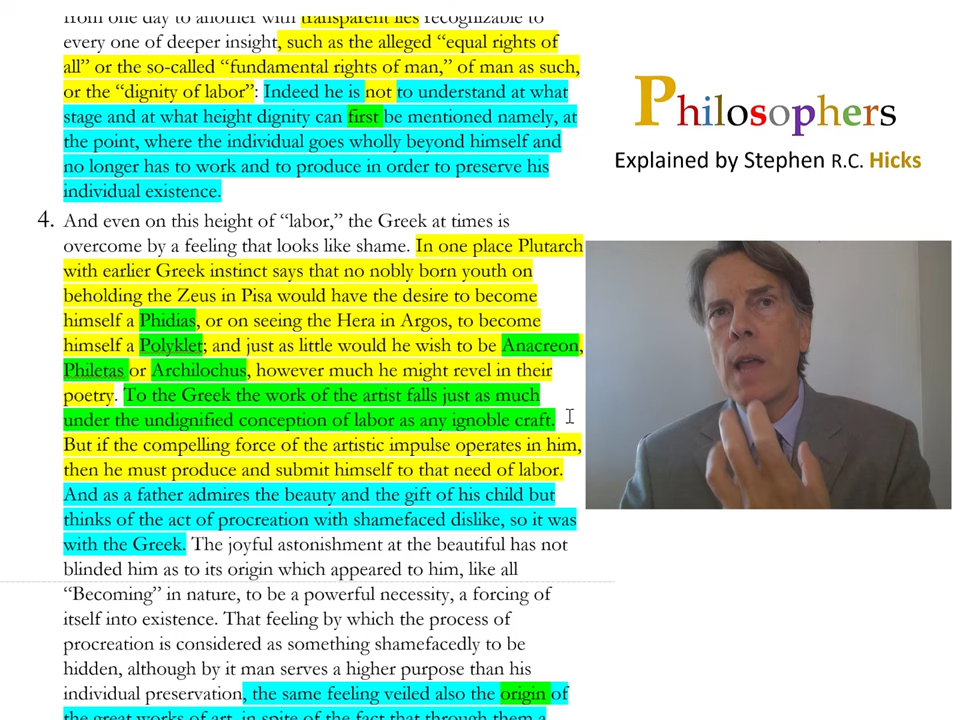 from one day to another with transparent lies recognizable to
every one of deeper insight, such as the alleged “equal rights of
all” or the so-called “fundamental rights of man,” of man as such,
or the “dignity of labor”: Indeed he is not to understand at what
stage and at what height dignity can first be mentioned namely, at
the point, where the individual goes wholly beyond himself and
no longer has to work and to produce in order to preserve his
individual existence.
4. And even on this height of “labor,” the Greek at times is
overcome by a feeling that looks like shame. In one place Plutarch
with earlier Greek instinct says that no nobly born youth on
beholding the Zeus in Pisa would have the desire to become
himself a Phidias, or on seeing the Hera in Argos, to become
himself a Polyklet; and just as little would he wish to be Anacreon,
Philetas or Archilochus, however much he might revel in their
poetry. To the Greek the work of the artist falls just as much
under the undignified conception of labor as any ignoble craft.
But if the compelling force of the artistic impulse operates in him,
then he must produce and submit himself to that need of labor.
And as a father admires the beauty and the gift of his child but
thinks of the act of procreation with shamefaced dislike, so it was
with the Greek. The joyful astonishment at the beautiful has not
blinded him as to its origin which appeared to him, like all
“Becoming” in nature, to be a powerful necessity, a forcing of
itself into existence. That feeling by which the process of
procreation is considered as something shamefacedly to be
hidden, although by it man serves a higher purpose than his
individual preservation, the same feeling veiled also the origin of
the great works of art, in spite of the fact that through them a
Philosophers
Explained by Stephen R.C. Hicks